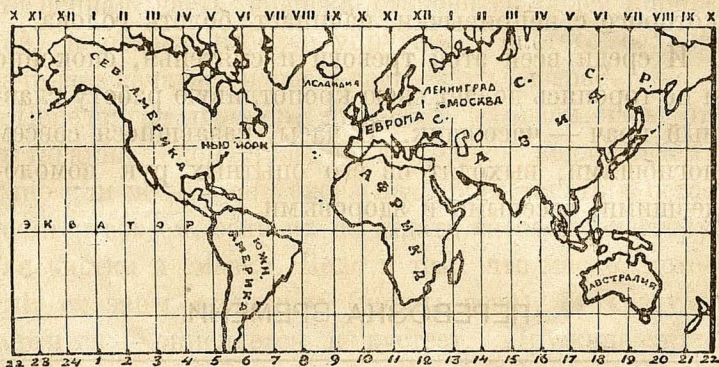 X XI XII I II III IV V VI VII VIII IX X XI XII I II III IV V VI VII VIII IX X
СЕВ. АМЕРИКА
ИСЛАНДИЯ
ЛЕНИНГРАД
МОСКВА
ЕВРОПА
С. С. С. Р.
АЗИЯ
НЬЮ ЙОРК
АФРИКА
ЭКВАТОР
ЮЖН. АМЕРИКА
АВСТРАЛИЯ
22 23 24 1 2 3 4 5 6 7 8 9 10 11 12 13 14 15 16 17 18 19 20 21 22